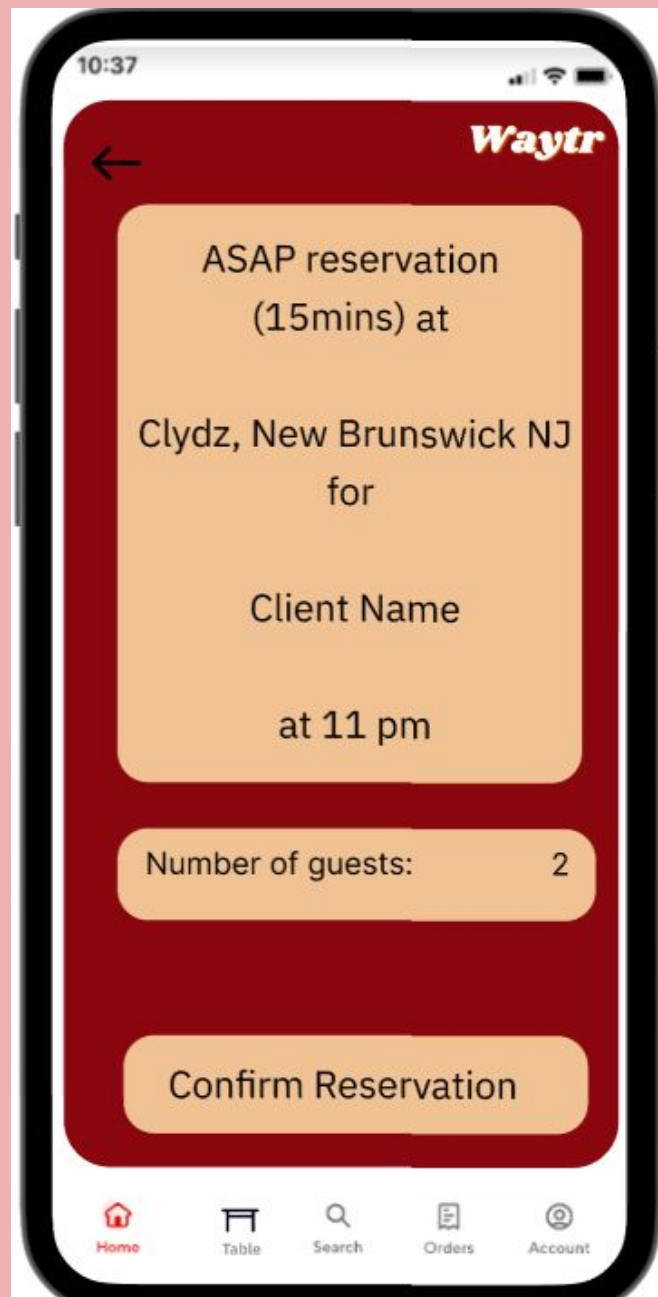 10:37
Waytr
ASAP reservation
(15mins) at
Clydz, New Brunswick NJ
for
Client Name
at 11 pm
Number of guests: 2
Confirm Reservation
Home Table Search Orders Account